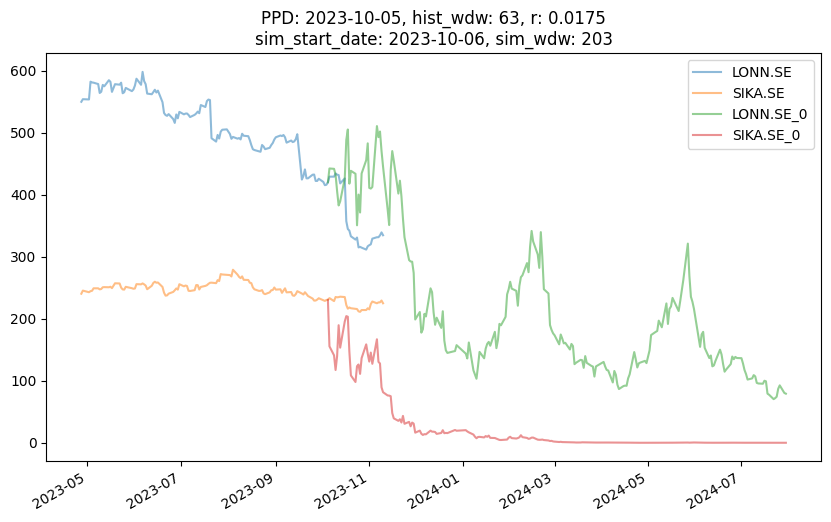 PPD: 2023-10-05, hist_wdw: 63, r: 0.0175
sim_start_date: 2023-10-06, sim_wdw: 203
LONN.SE
SIKA.SE
LONN.SE_0
SIKA.SE_0
600
500
400
300
200
100
0
2023-05
2023-07
2023-09
2023-11
2024-01
2024-03
2024-05
2024-07